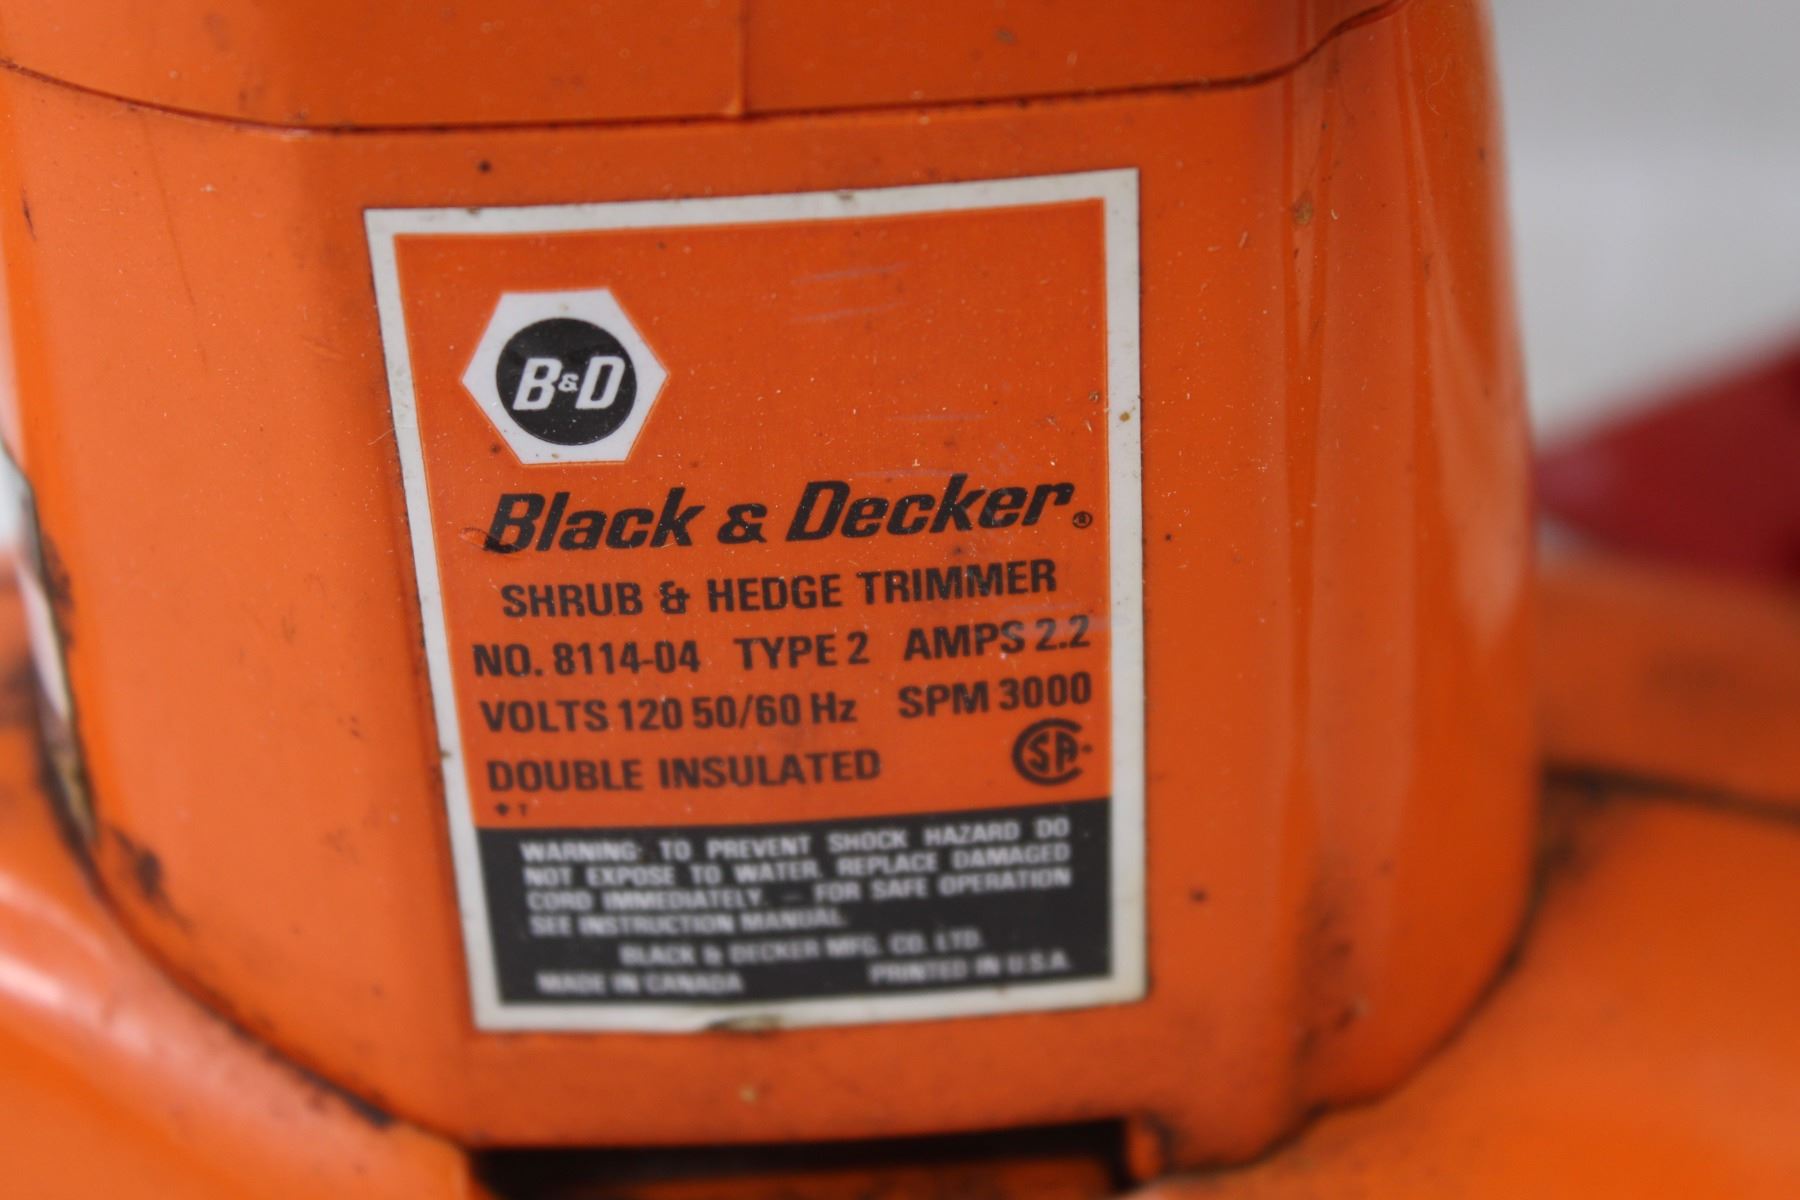 B&D
Black & Decker®
SHRUB & HEDGE TRIMMER
NO. 8114-04 TYPE 2 AMPS 2.2
VOLTS 120 50/60 Hz SPM 3000
DOUBLE INSULATED
SA
T
WARNING: TO PREVENT SHOCK HAZARD DO
NOT EXPOSE TO WATER. REPLACE DAMAGED
CORD IMMEDIATELY. — FOR SAFE OPERATION
SEE INSTRUCTION MANUAL.
BLACK & DECKER MFG. CO. LTD.
MADE IN CANADA PRINTED IN U.S.A.